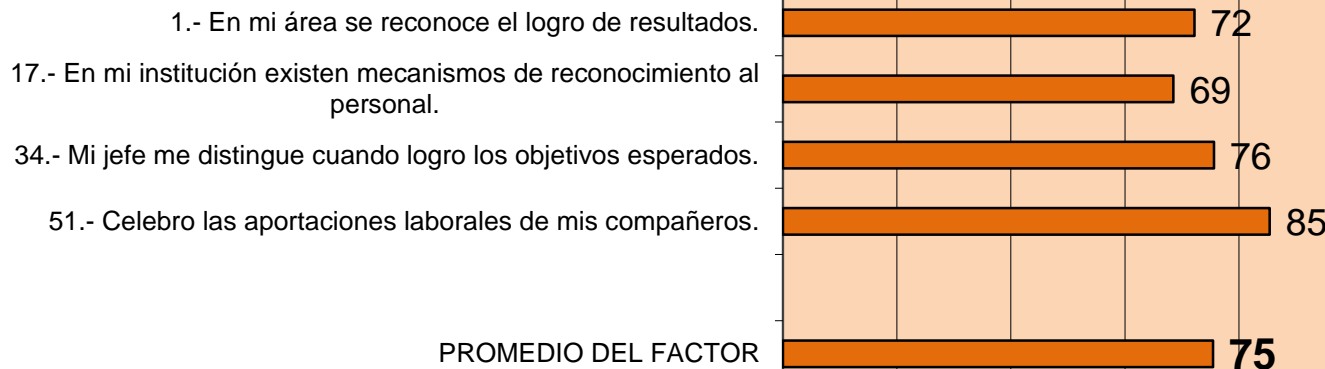 1.- En mi área se reconoce el logro de resultados.
72
17.- En mi institución existen mecanismos de reconocimiento al
personal.
69
34.- Mi jefe me distingue cuando logro los objetivos esperados.
76
51.- Celebro las aportaciones laborales de mis compañeros.
85
PROMEDIO DEL FACTOR
75